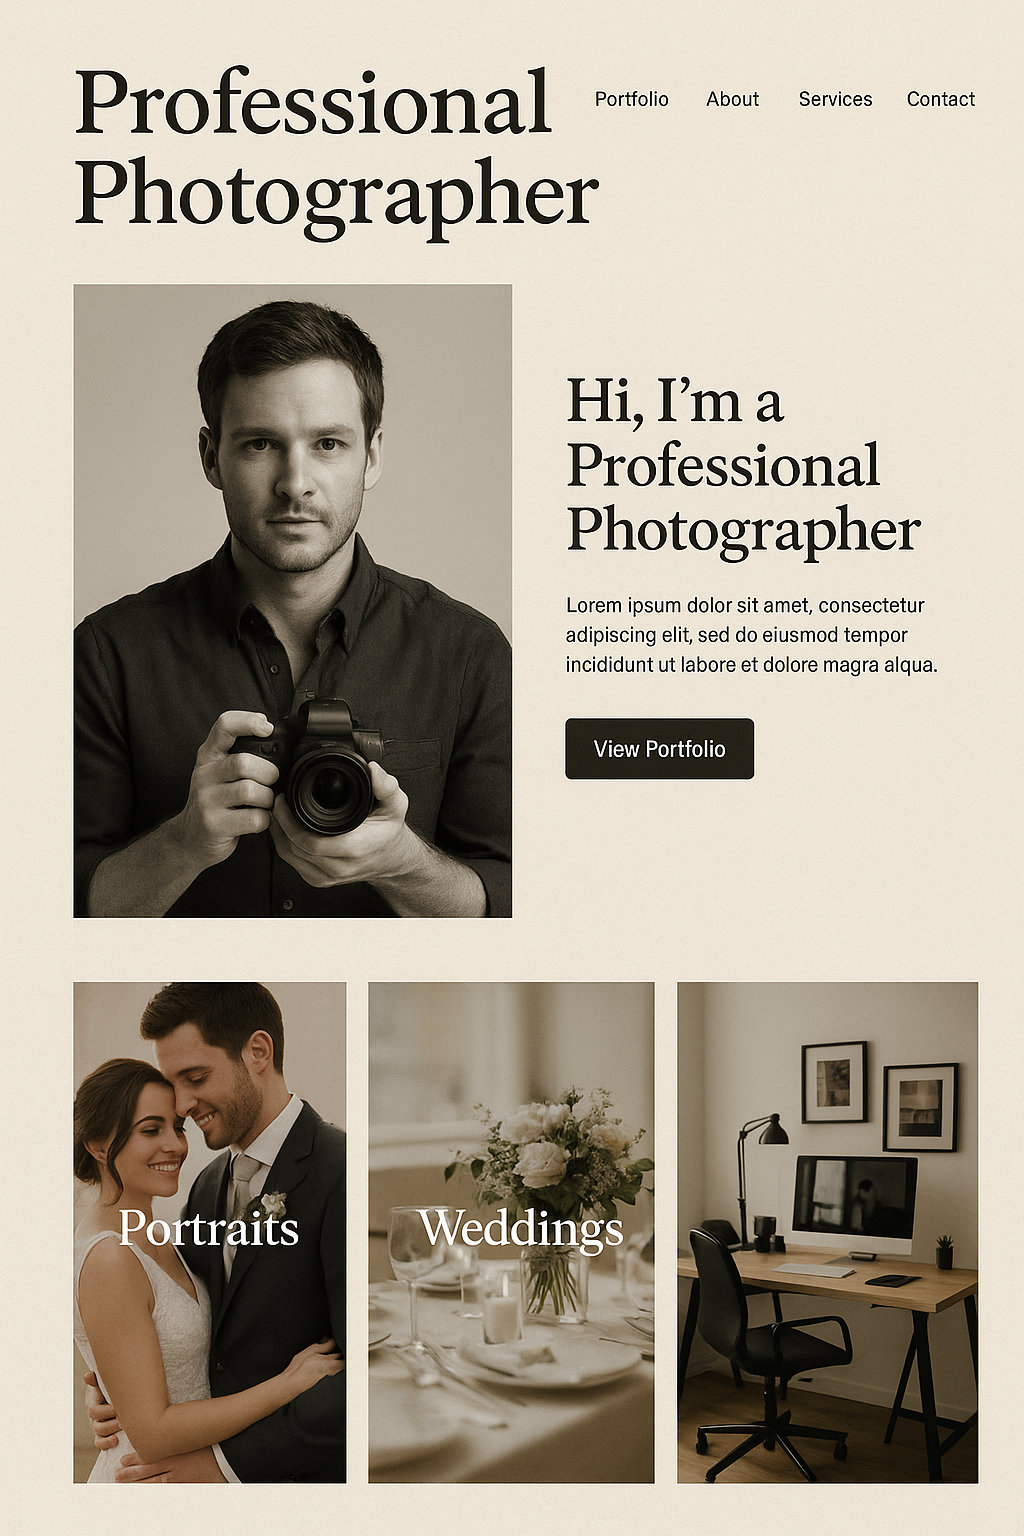 Professional
Photographer
Portfolio About Services Contact
Hi, I’m a
Professional
Photographer
Lorem ipsum dolor sit amet, consectetur
adipiscing elit, sed do eiusmod tempor
incididunt ut labore et dolore magra alqua.
View Portfolio
Portraits
Weddings